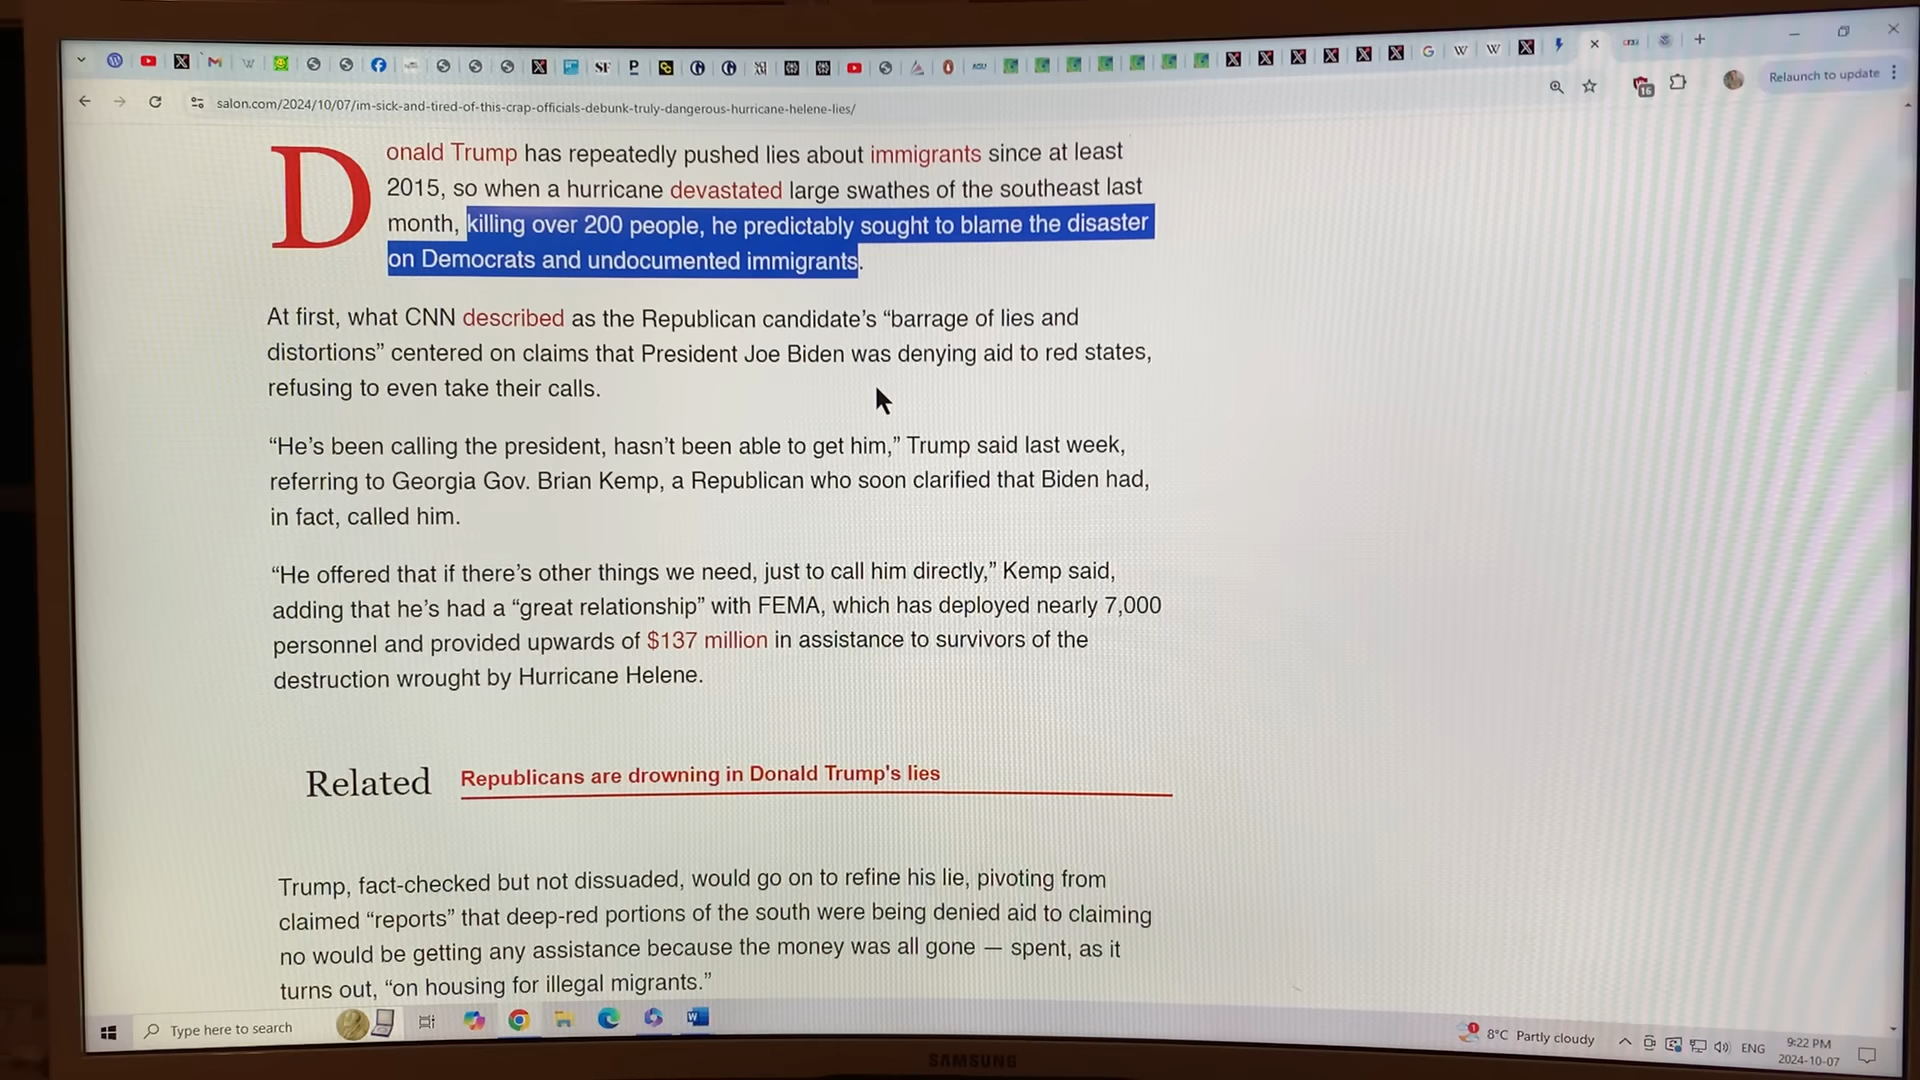 salon.com/2024/10/07/im-sick-and-tired-of-this-crap-officials-debunk-truly-dangerous-hurricane-helene-lies/
Relaunch to update
Donald Trump has repeatedly pushed lies about immigrants since at least
2015, so when a hurricane devastated large swathes of the southeast last
month, killing over 200 people, he predictably sought to blame the disaster
on Democrats and undocumented immigrants.
At first, what CNN described as the Republican candidate’s “barrage of lies and
distortions” centered on claims that President Joe Biden was denying aid to red states,
refusing to even take their calls.
“He’s been calling the president, hasn’t been able to get him,” Trump said last week,
referring to Georgia Gov. Brian Kemp, a Republican who soon clarified that Biden had,
in fact, called him.
“He offered that if there’s other things we need, just to call him directly,” Kemp said,
adding that he’s had a “great relationship” with FEMA, which has deployed nearly 7,000
personnel and provided upwards of $137 million in assistance to survivors of the
destruction wrought by Hurricane Helene.
Related Republicans are drowning in Donald Trump's lies
Trump, fact-checked but not dissuaded, would go on to refine his lie, pivoting from
claimed “reports” that deep-red portions of the south were being denied aid to claiming
no would be getting any assistance because the money was all gone — spent, as it
turns out, “on housing for illegal migrants.”
Type here to search
8°C Partly cloudy
ENG
9:22 PM
2024-10-07
SAMSUNG